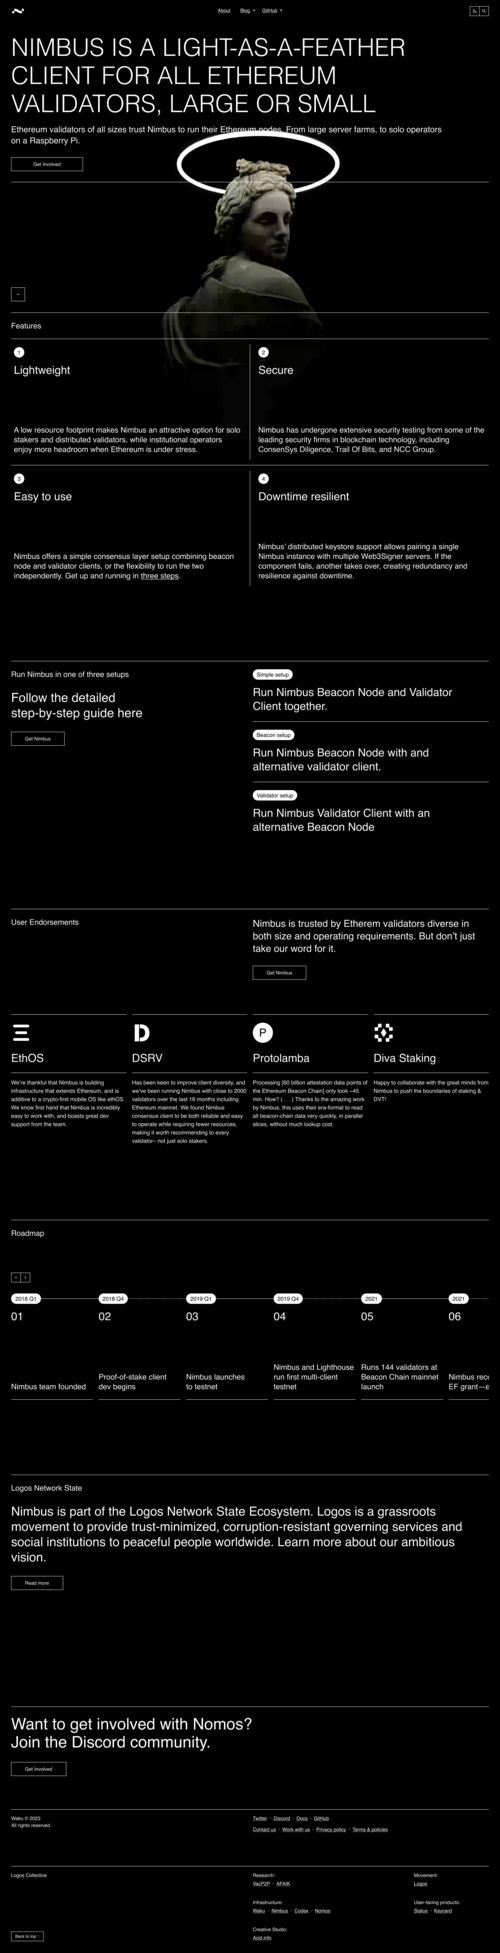 About Blog GitHub
NIMBUS IS A LIGHT-AS-A-FEATHER
CLIENT FOR ALL ETHEREUM
VALIDATORS, LARGE OR SMALL
Ethereum validators of all sizes trust Nimbus to run their Ethereum nodes. From large server farms, to solo operators
on a Raspberry Pi.
Get Involved
Features
1
Lightweight
A low resource footprint makes Nimbus an attractive option for solo
stakers and distributed validators, while institutional operators
enjoy more headroom when Ethereum is under stress.
2
Secure
Nimbus has undergone extensive security testing from some of the
leading security firms in blockchain technology, including
ConsenSys Diligence, Trail Of Bits, and NCC Group.
3
Easy to use
Nimbus offers a simple consensus layer setup combining beacon
node and validator clients, or the flexibility to run the two
independently. Get up and running in three steps.
4
Downtime resilient
Nimbus' distributed keystore support allows pairing a single
Nimbus instance with multiple Web3Signer servers. If the
component fails, another takes over, creating redundancy and
resilience against downtime.
Run Nimbus in one of three setups
Follow the detailed
step-by-step guide here
Get Nimbus
Simple setup
Run Nimbus Beacon Node and Validator
Client together.
Beacon setup
Run Nimbus Beacon Node with and
alternative validator client.
Validator setup
Run Nimbus Validator Client with an
alternative Beacon Node
User Endorsements
Nimbus is trusted by Etherem validators diverse in
both size and operating requirements. But don't just
take our word for it.
Get Nimbus
EthOS
We're thankful that Nimbus is building
infrastructure that extends Ethereum, and is
additive to a crypto-first mobile OS like ethOS.
We know first hand that Nimbus is incredibly
easy to work with, and boasts great dev
support from the team.
DSRV
Has been keen to improve client diversity, and
we've been running Nimbus with close to 2000
validators over the last 16 months including
Ethereum mainnet. We found Nimbus
consensus client to be both reliable and easy
to operate while requiring fewer resources,
making it worth recommending to every
validator– not just solo stakers.
P
Protolamba
Processing [60 billion attestation data points of
the Ethereum Beacon Chain] only took ~45
min. How? ( . . .) Thanks to the amazing work
by Nimbus, this uses their era-format to read
all beacon-chain data very quickly, in parallel
slices, without much lookup cost.
Diva Staking
Happy to collaborate with the great minds from
Nimbus to push the boundaries of staking &
DVT!
Roadmap
2018 Q1
01
Nimbus team founded
2018 Q4
02
Proof-of-stake client
dev begins
2019 Q1
03
Nimbus launches
to testnet
2019 Q4
04
Nimbus and Lighthouse
run first multi-client
testnet
2021
05
Runs 144 validators at
Beacon Chain mainnet
launch
2021
06
Nimbus rec
EF grant—
Logos Network State
Nimbus is part of the Logos Network State Ecosystem. Logos is a grassroots
movement to provide trust-minimized, corruption-resistant governing services and
social institutions to peaceful people worldwide. Learn more about our ambitious
vision.
Read more
Want to get involved with Nomos?
Join the Discord community.
Get Involved
Waku © 2023
All rights reserved.
Twitter · Discord · Docs · GitHub
Contact us · Work with us · Privacy policy · Terms & policies
Logos Collective
Research:
VacP2P · AFAIK
Movement:
Logos
Infrastructure:
Waku · Nimbus · Codex · Nomos
User-facing products:
Status · Keycard
Creative Studio:
Acid.info
Back to top ↑